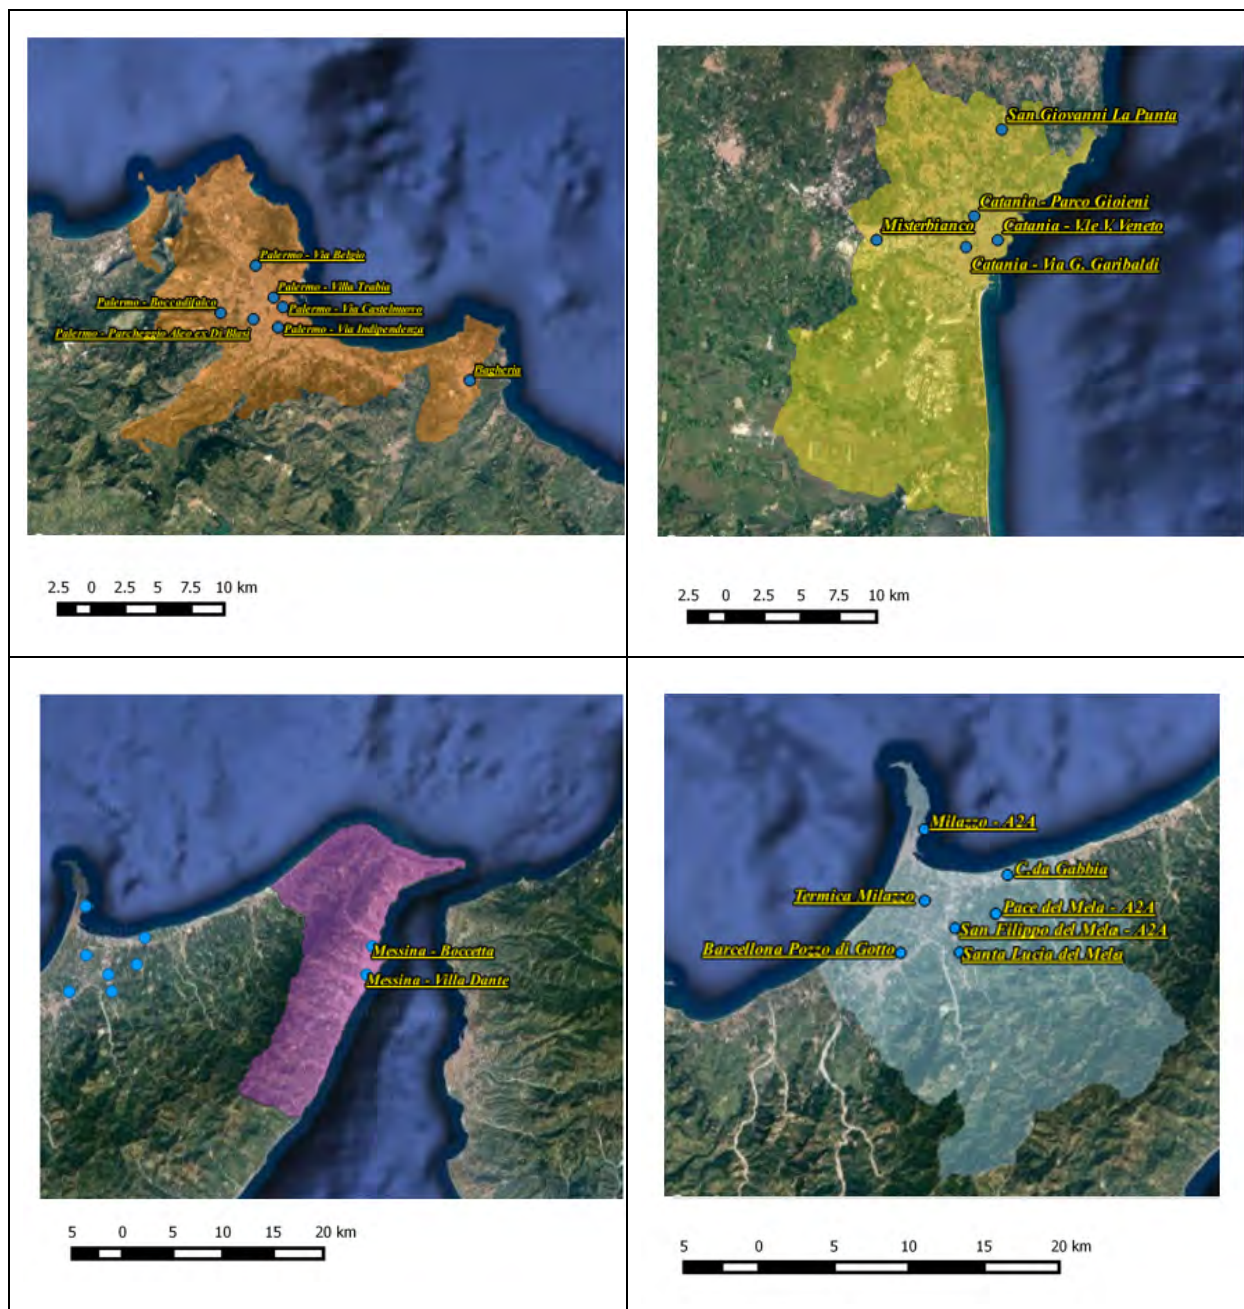 Palermo - Via Belgio
Palermo - Villa Trabia
Palermo - Boccadifalco
Palermo - Via Castelnuovo
Palermo - Parcheggio Aleo ex Di Blasi
Palermo - Via Indipendenza
Bagheria
2.5 0 2.5 5 7.5 10 km
San Giovanni La Punta
Catania - Parco Gioieni
Misterbianco
Catania - V.le V. Veneto
Catania - Via G. Garibaldi
2.5 0 2.5 5 7.5 10 km
Messina - Boccetta
Messina - Villa Dante
5 0 5 10 15 20 km
Milazzo - A2A
C.da Gabbia
Termica Milazzo
Pace del Mela - A2A
San Filippo del Mela - A2A
Barcellona Pozzo di Gotto
Santa Lucia del Mela
5 0 5 10 15 20 km